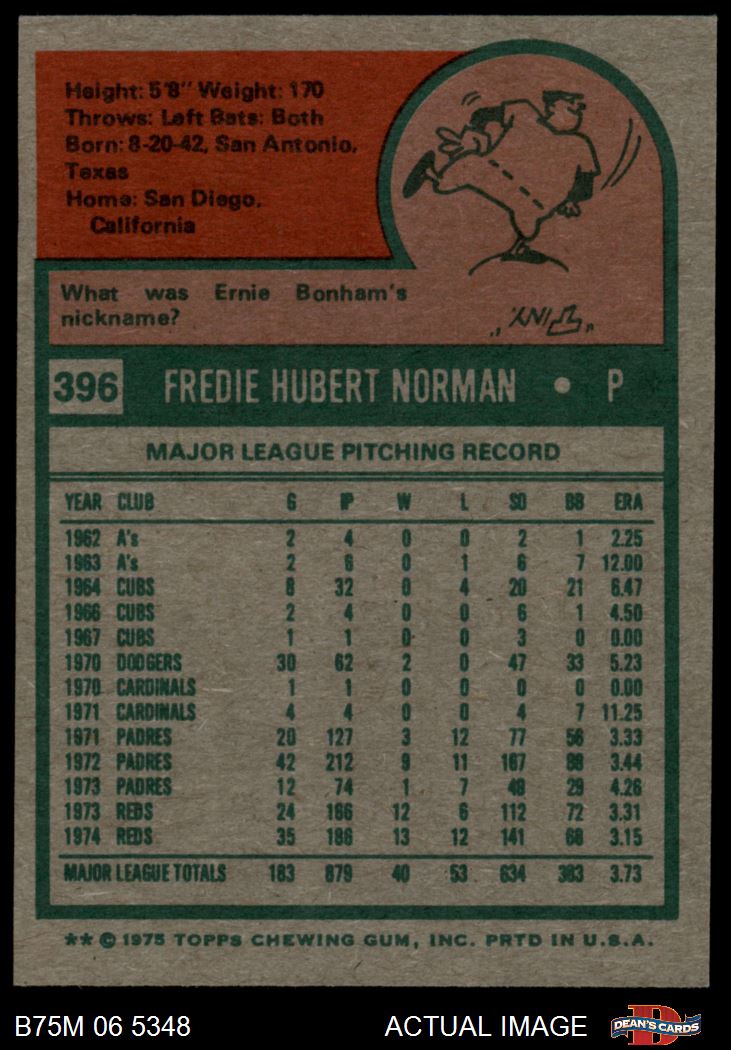 Height: 5'8" Weight: 170
Throws: Left Bats: Both
Born: 8-20-42, San Antonio,
Texas
Home: San Diego,
California
What was Ernie Bonham's
nickname?
"TINY."
396 FREDIE HUBERT NORMAN • P
MAJOR LEAGUE PITCHING RECORD
YEAR CLUB G IP W L SO BB ERA
1962 A's 2 4 0 0 2 1 2.25
1963 A's 2 6 0 1 6 7 12.00
1964 CUBS 8 32 0 4 20 21 6.47
1966 CUBS 2 4 0 0 6 1 4.50
1967 CUBS 1 1 0 0 3 0 0.00
1970 DODGERS 30 62 2 0 47 33 5.23
1970 CARDINALS 1 1 0 0 0 0 0.00
1971 CARDINALS 4 4 0 0 4 7 11.25
1971 PADRES 20 127 3 12 77 56 3.33
1972 PADRES 42 212 9 11 167 88 3.44
1973 PADRES 12 74 1 7 49 29 4.26
1973 REDS 24 166 12 6 112 72 3.31
1974 REDS 35 186 13 12 141 68 3.15
MAJOR LEAGUE TOTALS 183 879 40 53 634 383 3.73
** © 1975 TOPPS CHEWING GUM, INC. PRTD IN U.S.A.
B75M 06 5348 ACTUAL IMAGE
D
DEAN'S CARDS